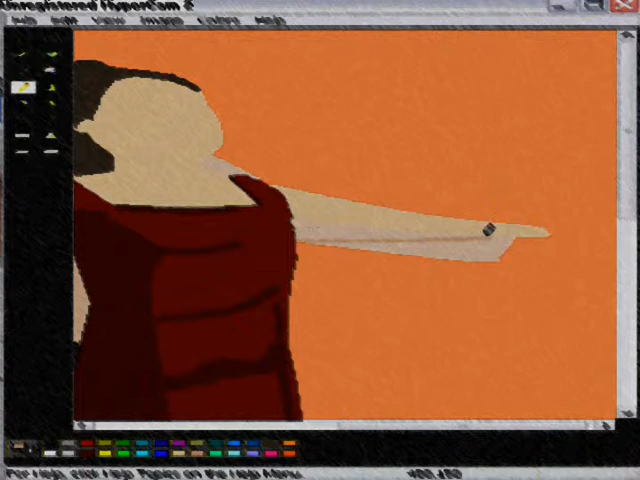 Unregistered HyperCam 2
File Edit View Image Colors Help
For Help, click Help Topics on the Help Menu.